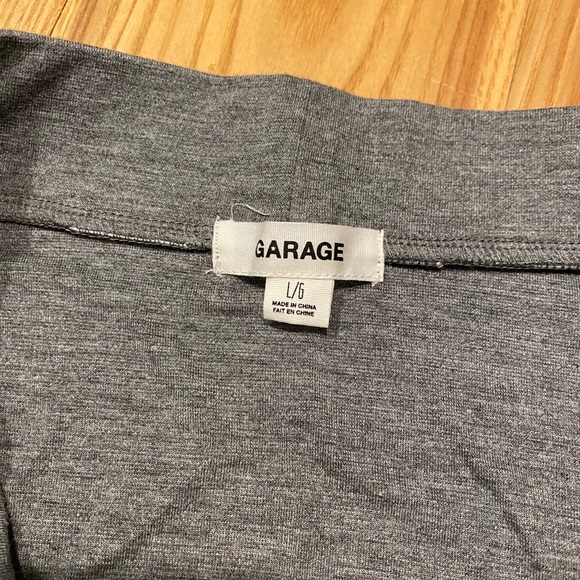 GARAGE
L/G
MADE IN CHINA
FAIT EN CHINE